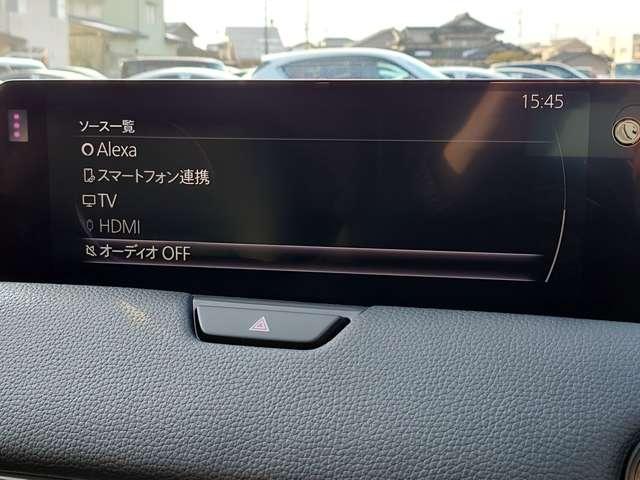 15:45
ソース一覧
Alexa
スマートフォン連携
TV
HDMI
オーディオ OFF